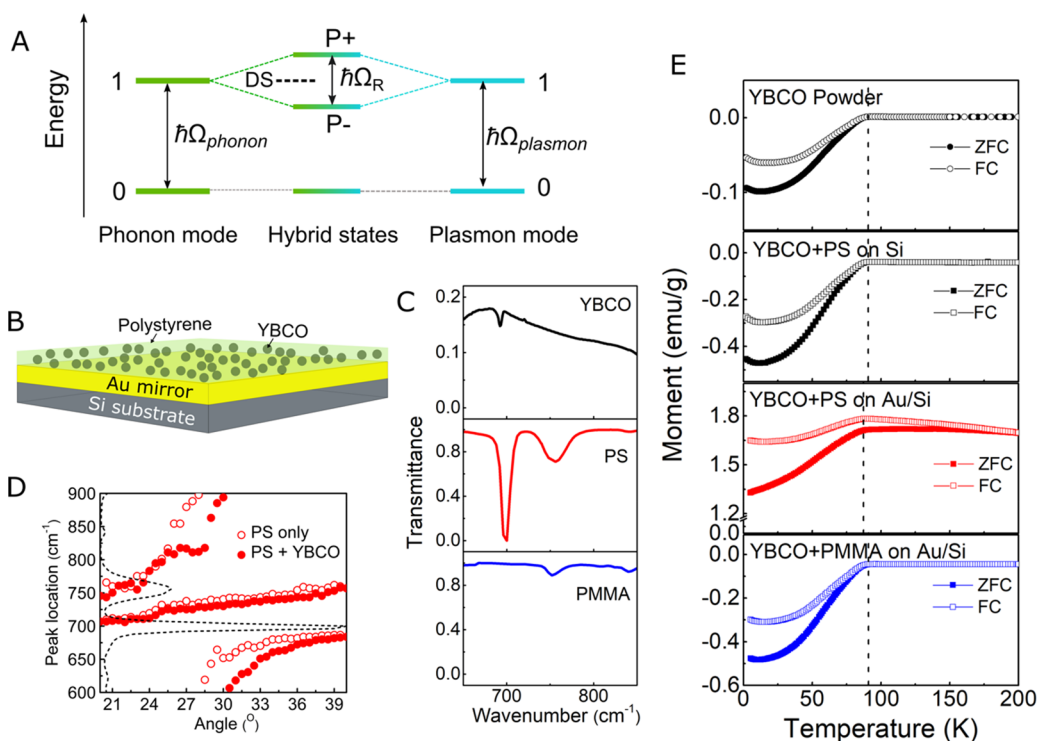 A
Energy
1
0
ħΩphonon
Phonon mode
P+
DS
ħΩR
P-
Hybrid states
1
0
ħΩplasmon
Plasmon mode
B
Polystyrene
YBCO
Au mirror
Si substrate
C
Transmittance
0.2
0.1
0.0
YBCO
0.8
0.4
0.0
PS
0.8
0.4
0.0
PMMA
700
800
Wavenumber (cm-1)
D
Peak location (cm-1)
900
850
800
750
700
650
600
PS only
PS + YBCO
21
24
27
30
33
36
39
Angle (O)
E
Moment (emu/g)
YBCO Powder
0.0
-0.1
ZFC
FC
YBCO+PS on Si
0.0
-0.2
-0.4
ZFC
FC
YBCO+PS on Au/Si
1.8
1.5
1.2
ZFC
FC
YBCO+PMMA on Au/Si
0.0
-0.2
-0.4
-0.6
ZFC
FC
0
25
50
75
100
125
150
175
200
Temperature (K)